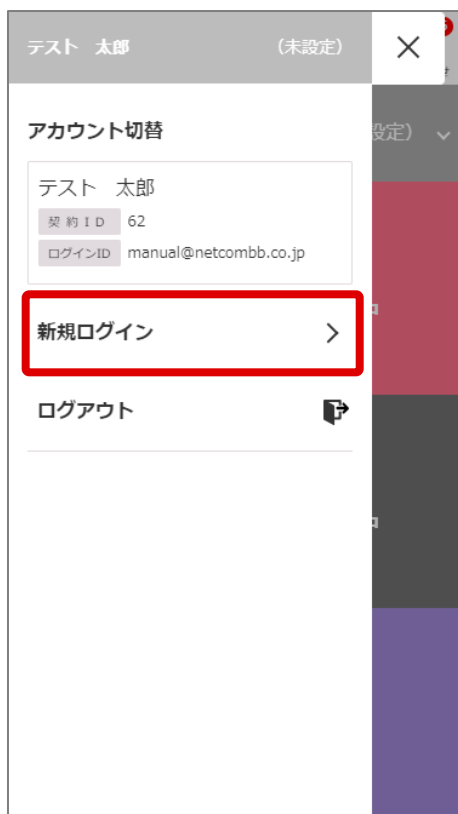 テスト 太郎 (未設定)
アカウント切替
設定)
テスト 太郎
契約ID 62
ログインID manual@netcombb.co.jp
新規ログイン
ログアウト